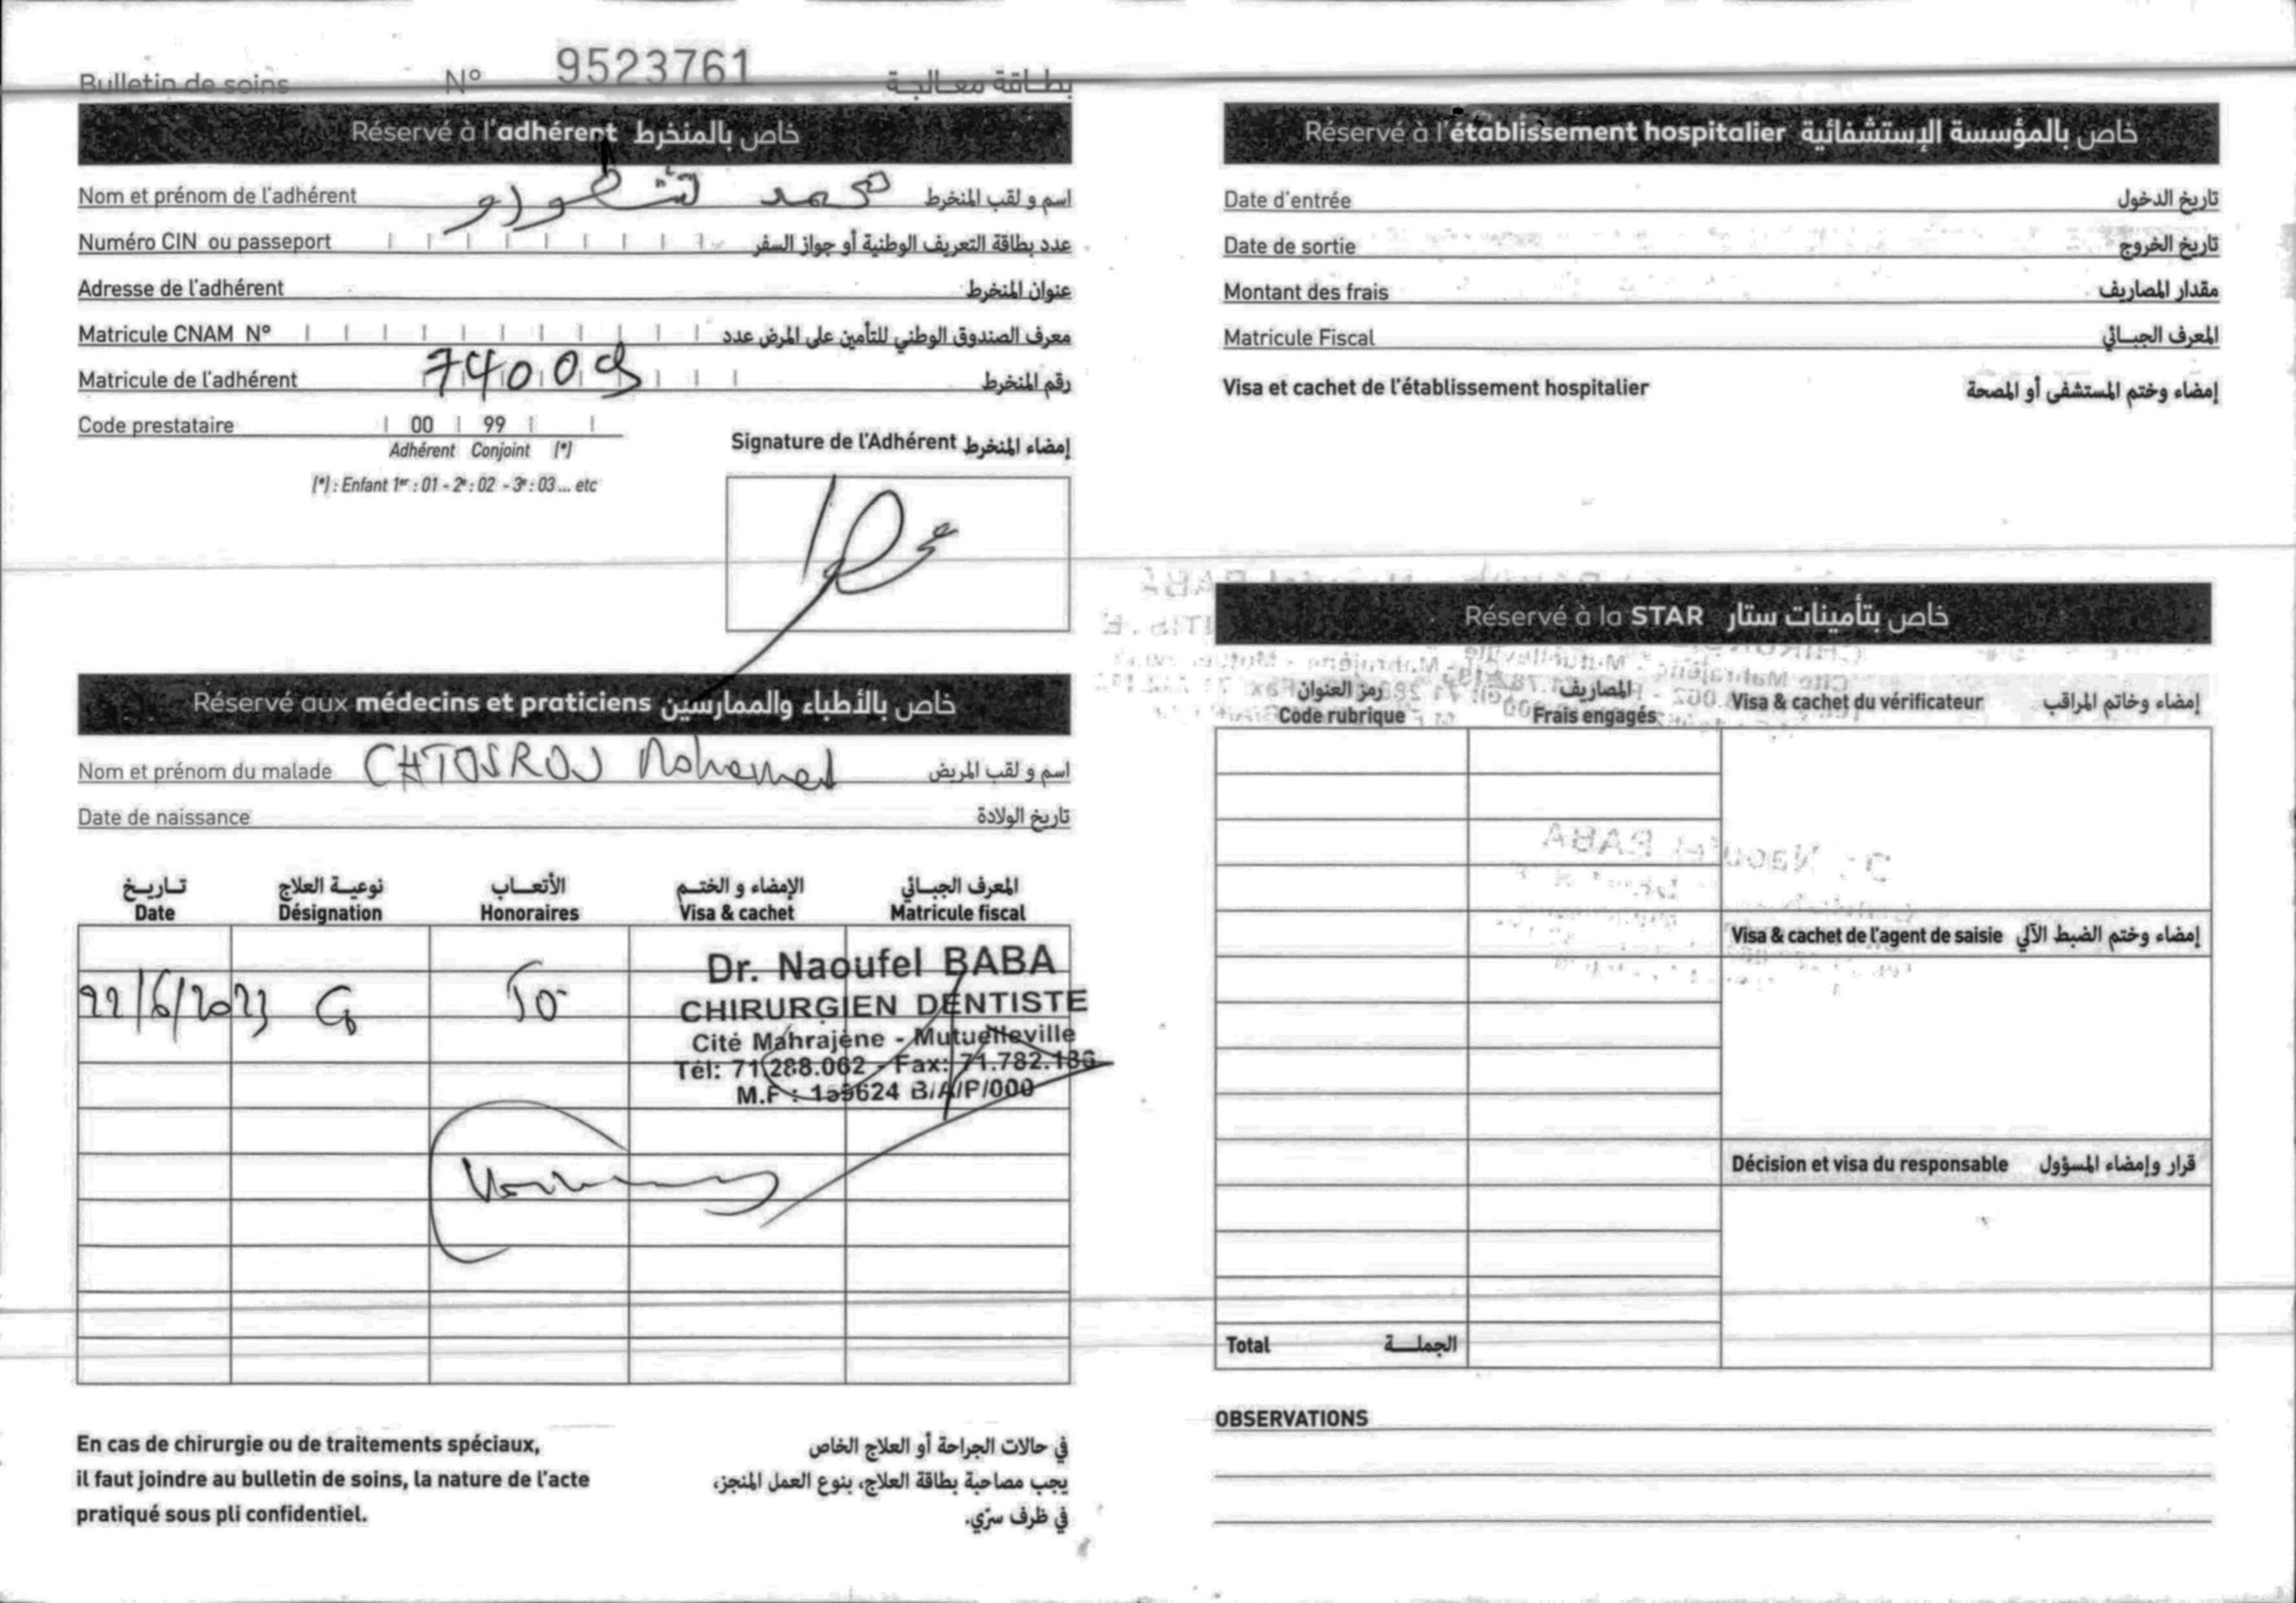 Bulletin de soins N° 9523761 بطاقة معالجة
Réservé à l'adhérent خاص بالمنخرط
Nom et prénom de l'adhérent محمد شطورو اسم و لقب المنخرط
Numéro CIN ou passeport عدد بطاقة التعريف الوطنية أو جواز السفر
Adresse de l'adhérent عنوان المنخرط
Matricule CNAM N° معرف الصندوق الوطني للتأمين على المرض عدد
Matricule de l'adhérent 7400 رقم المنخرط
Code prestataire 00 99
Adhérent Conjoint (*)
(*) : Enfant 1er : 01 - 2e : 02 - 3e : 03 ... etc
Signature de l'Adhérent إمضاء المنخرط
Réservé aux médecins et praticiens خاص بالأطباء والممارسين
Nom et prénom du malade CHTOUROU Mohamed اسم و لقب المريض
Date de naissance تاريخ الولادة
تاريخ نوعية العلاج الأتعاب الإمضاء و الختم المعرف الجبائي
Date Désignation Honoraires Visa & cachet Matricule fiscal
22/6/2023 50
Dr. Naoufel BABA
CHIRURGIEN DENTISTE
Cité Mahrajène - Mutuelleville
Tél: 71.288.062 - Fax: 71.782.186
M.F : 159624 B/A/P/000
En cas de chirurgie ou de traitements spéciaux,
il faut joindre au bulletin de soins, la nature de l'acte
pratiqué sous pli confidentiel.
في حالات الجراحة أو العلاج الخاص
يجب مصاحبة بطاقة العلاج، بنوع العمل المنجز،
في ظرف سرّي.
Réservé à l'établissement hospitalier خاص بالمؤسسة الإستشفائية
Date d'entrée تاريخ الدخول
Date de sortie تاريخ الخروج
Montant des frais مقدار المصاريف
Matricule Fiscal المعرف الجبائي
Visa et cachet de l'établissement hospitalier إمضاء وختم المستشفى أو المصحة
Réservé à la STAR خاص بتأمينات ستار
رمز العنوان المصاريف
Code rubrique Frais engagés
Visa & cachet du vérificateur إمضاء وخاتم المراقب
Visa & cachet de l'agent de saisie إمضاء وختم الضبط الآلي
Décision et visa du responsable قرار وإمضاء المسؤول
Total الجملة
OBSERVATIONS